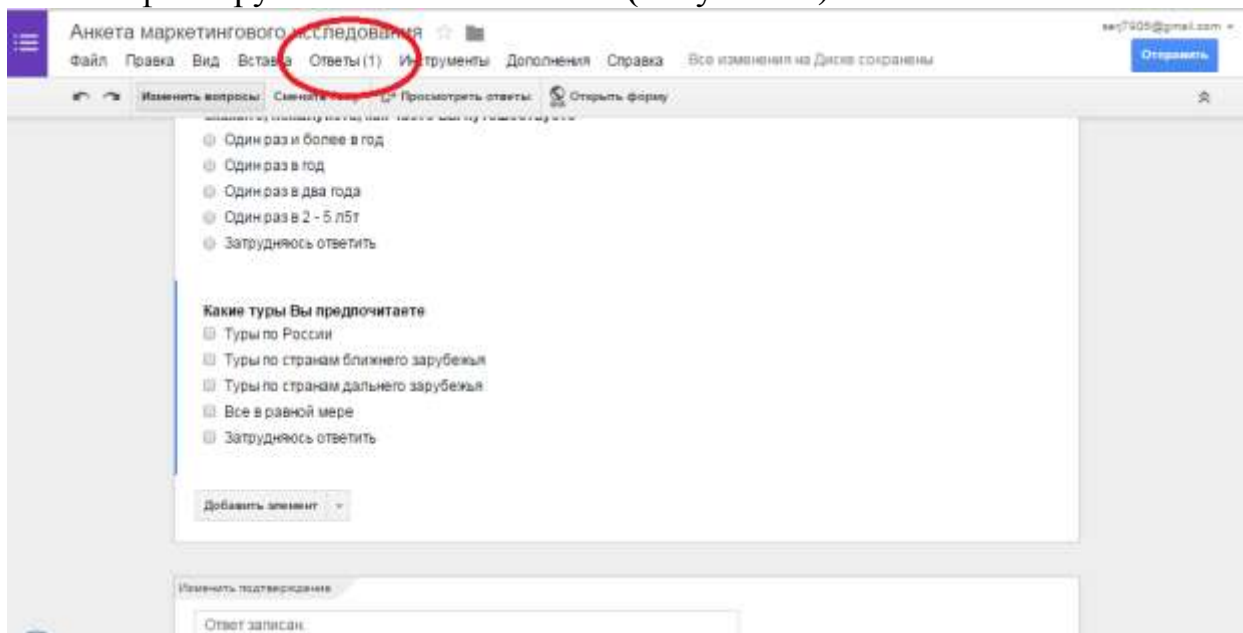 Анкета маркетингового исследования
Файл Правка Вид Вставка Ответы (1) Инструменты Дополнения Справка Все изменения на Диске сохранены
Отправить
Изменить вопросы Сменить Просмотреть ответы Открыть форму
Один раз и более в год
Один раз в год
Один раз в два года
Один раз в 2 - 5 л5т
Затрудняюсь ответить
Какие туры Вы предпочитаете
Туры по России
Туры по странам ближнего зарубежья
Туры по странам дальнего зарубежья
Все в равной мере
Затрудняюсь ответить
Добавить элемент
Изменить подтверждение
Ответ записан.